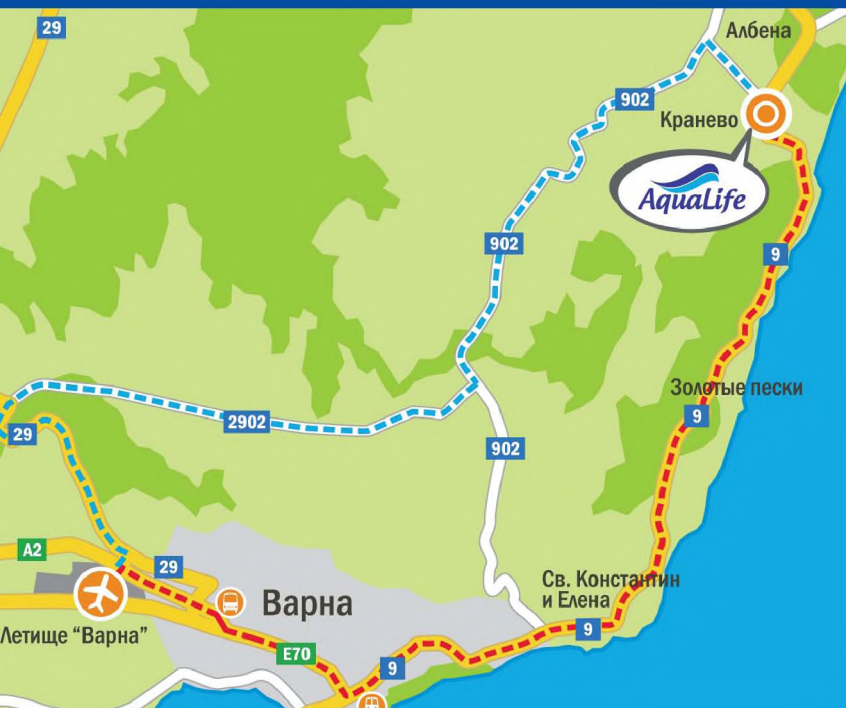 29
Албена
902
Кранево
AquaLife
902
9
Золотые пески
9
2902
29
902
A2
29
Св. Константин
и Елена
Варна
Летище “Варна”
9
E70
9